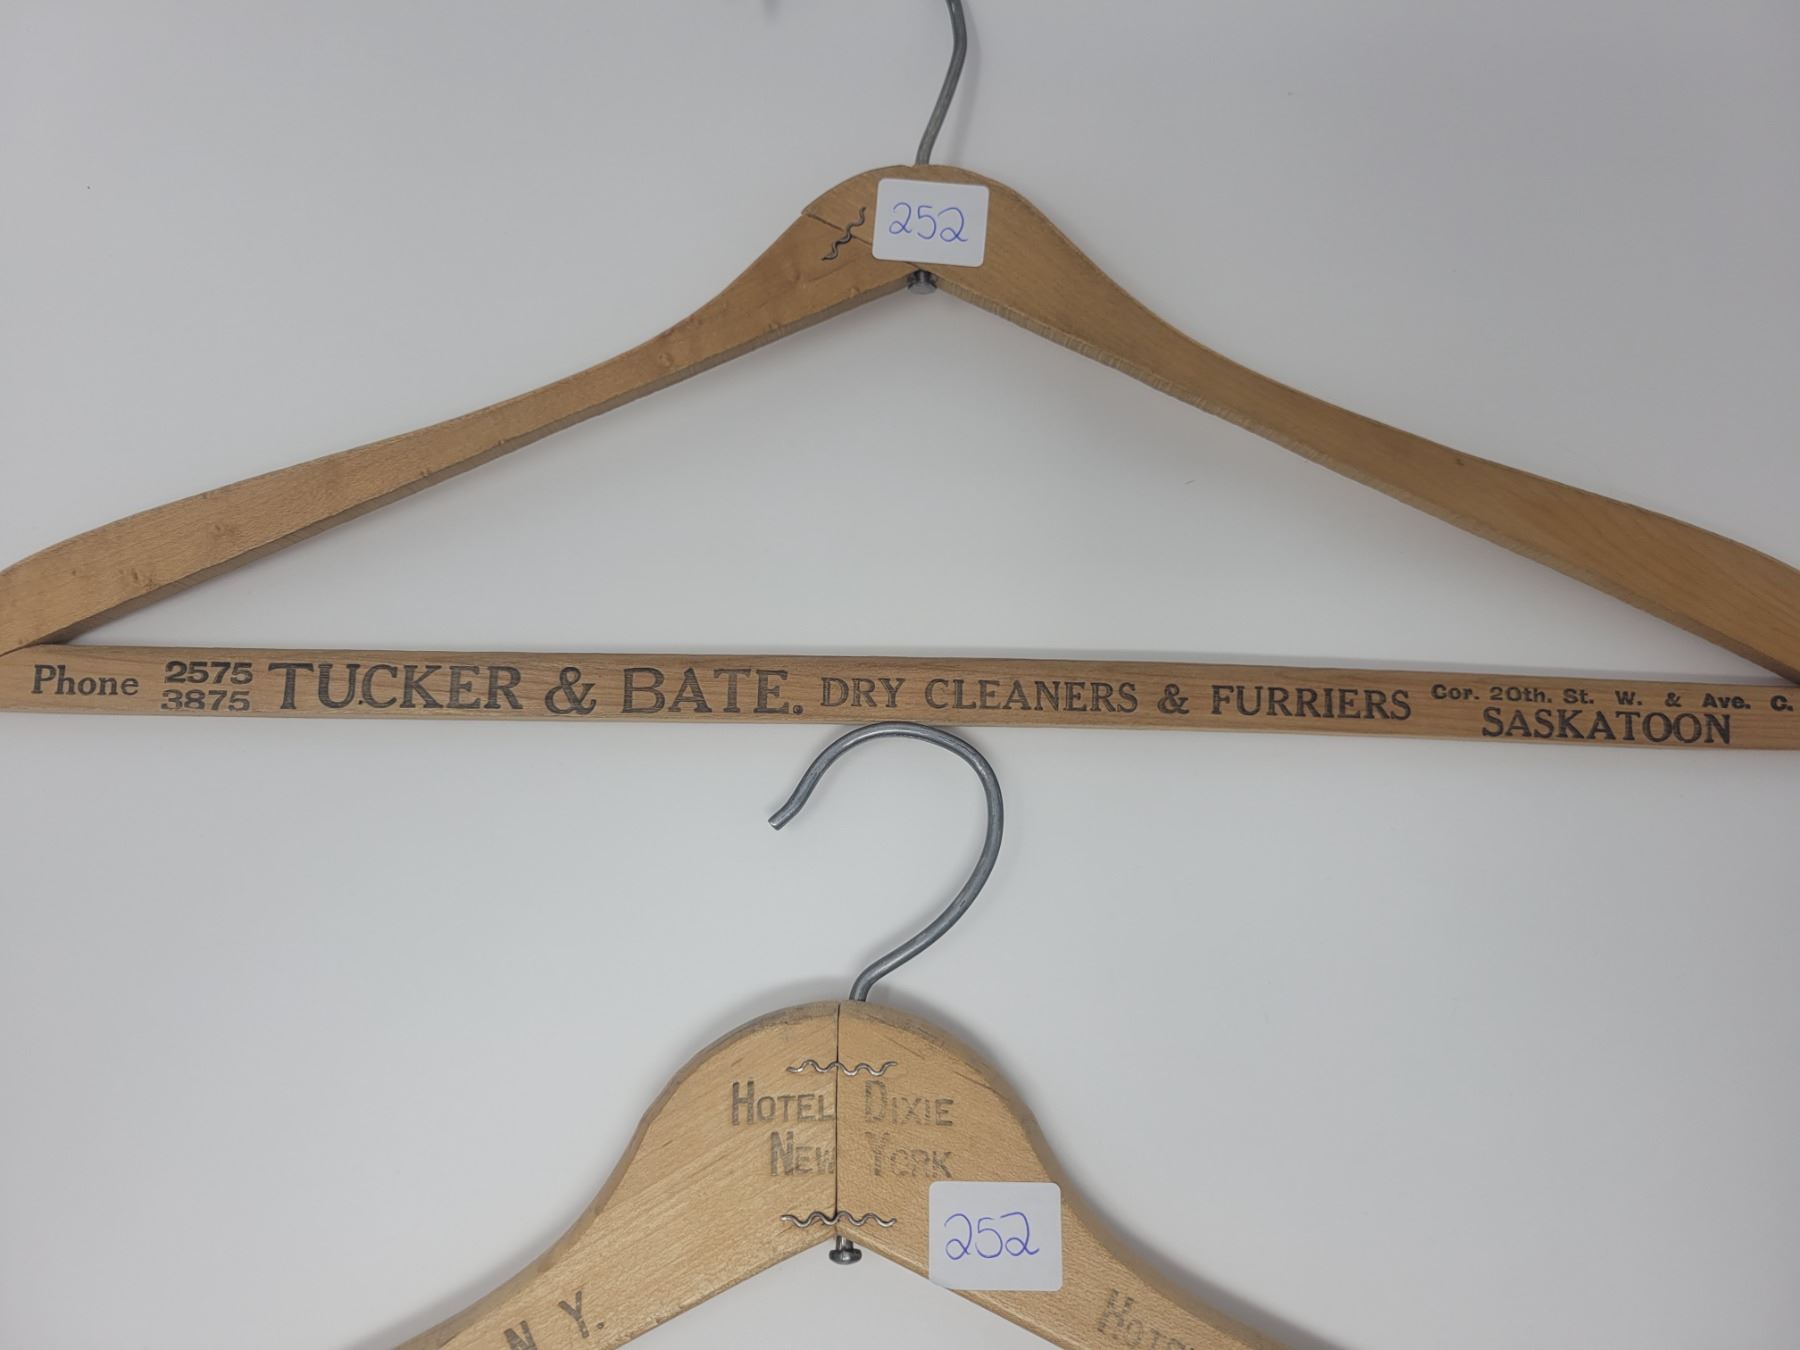 252
Phone 2575
3875
TUCKER & BATE. DRY CLEANERS & FURRIERS
Cor. 20th. St. W. & Ave. C.
SASKATOON
HOTEL DIXIE
NEW YORK
252
N. Y.